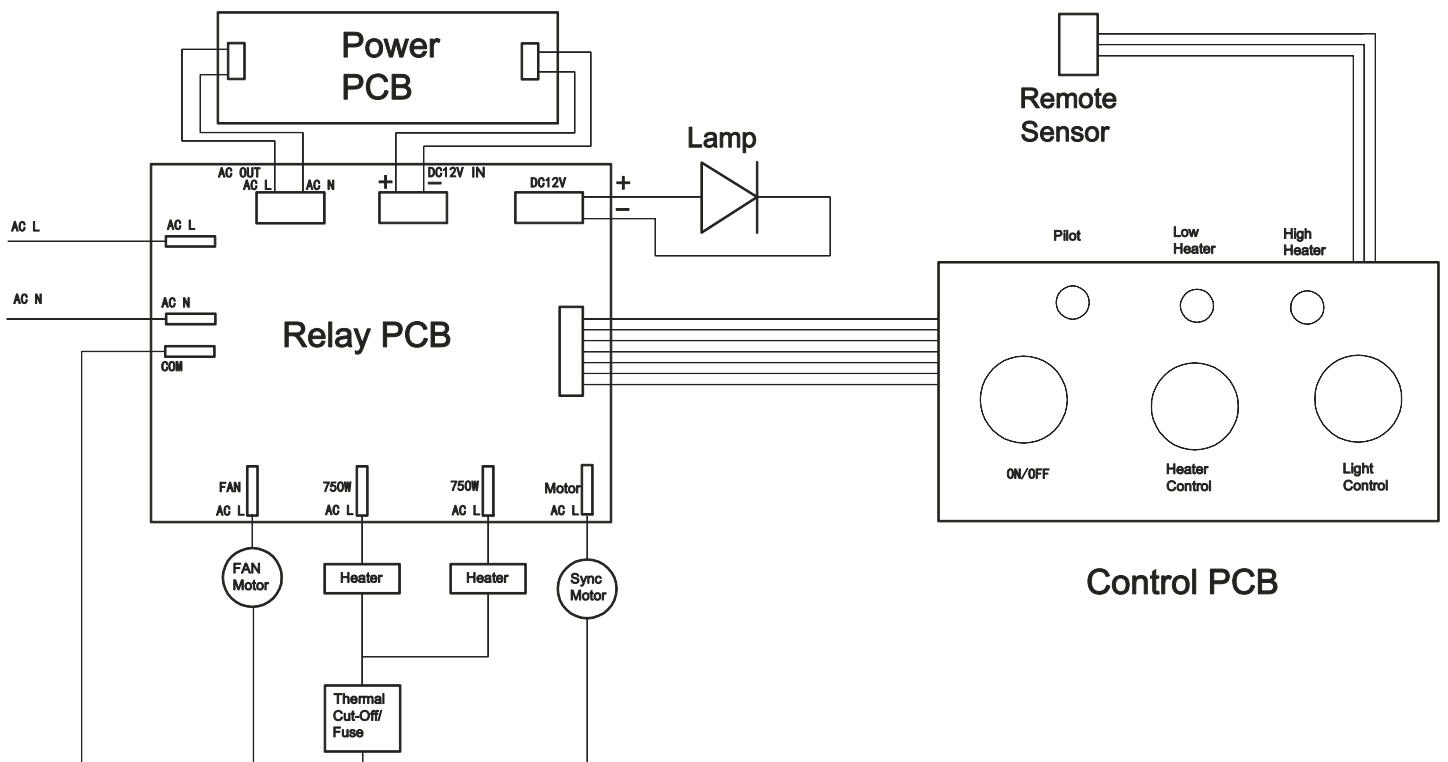 Power
PCB
Remote
Sensor
Lamp
AC OUT
AC L
AC N
+
−
DC12V IN
DC12V
+
−
AC L
AC L
AC N
AC N
COM
Relay PCB
Pilot
Low
Heater
High
Heater
ON/OFF
Heater
Control
Light
Control
Control PCB
FAN
AC L
750W
AC L
750W
AC L
Motor
AC L
FAN
Motor
Heater
Heater
Sync
Motor
Thermal
Cut-Off/
Fuse